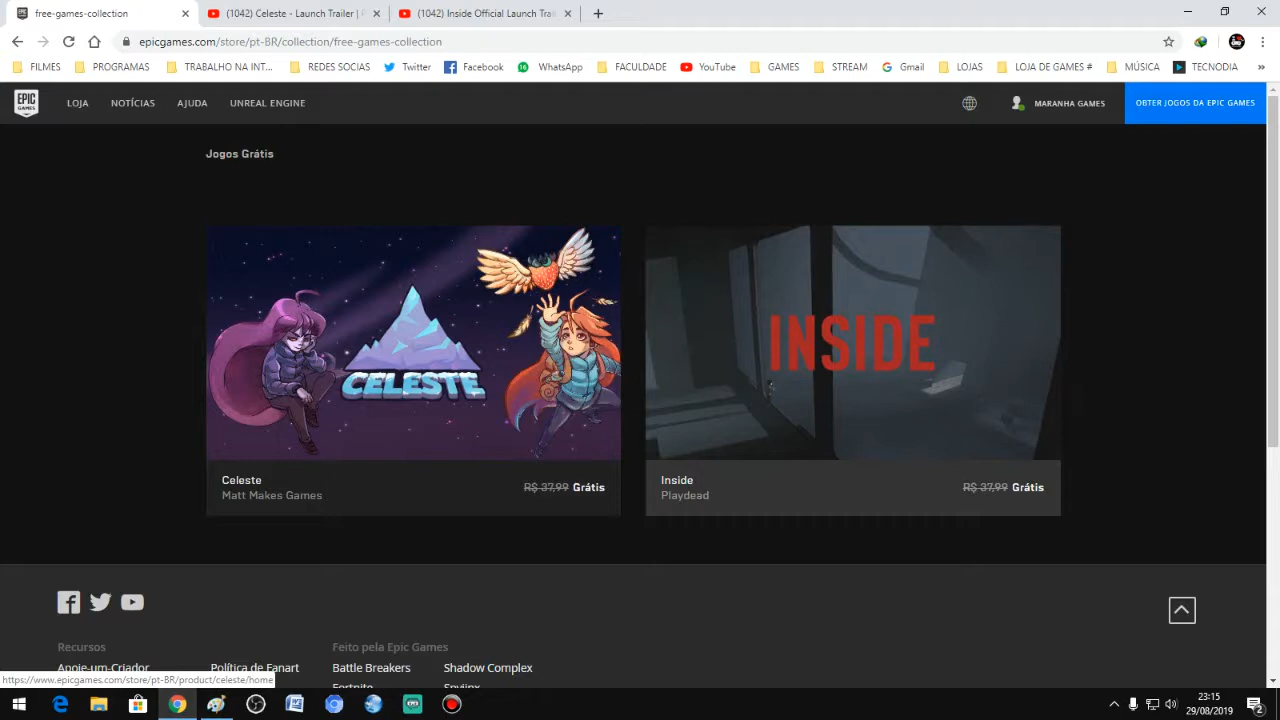 free-games-collection
(1042) Celeste - Launch Trailer | P
(1042) Inside Official Launch Trai
epicgames.com/store/pt-BR/collection/free-games-collection
FILMES PROGRAMAS TRABALHO NA INT... REDES SOCIAS Twitter Facebook WhatsApp FACULDADE YouTube GAMES STREAM Gmail LOJAS LOJA DE GAMES # MÚSICA TECNODIA »
EPIC GAMES LOJA NOTÍCIAS AJUDA UNREAL ENGINE MARANHA GAMES OBTER JOGOS DA EPIC GAMES
Jogos Grátis
CELESTE
INSIDE
Celeste
Matt Makes Games
R$ 37,99 Grátis
Inside
Playdead
R$ 37,99 Grátis
Recursos Feito pela Epic Games
Apoie-um-Criador Política de Fanart Battle Breakers Shadow Complex
Fortnite Spyjinx
https://www.epicgames.com/store/pt-BR/product/celeste/home
23:15
29/08/2019
2